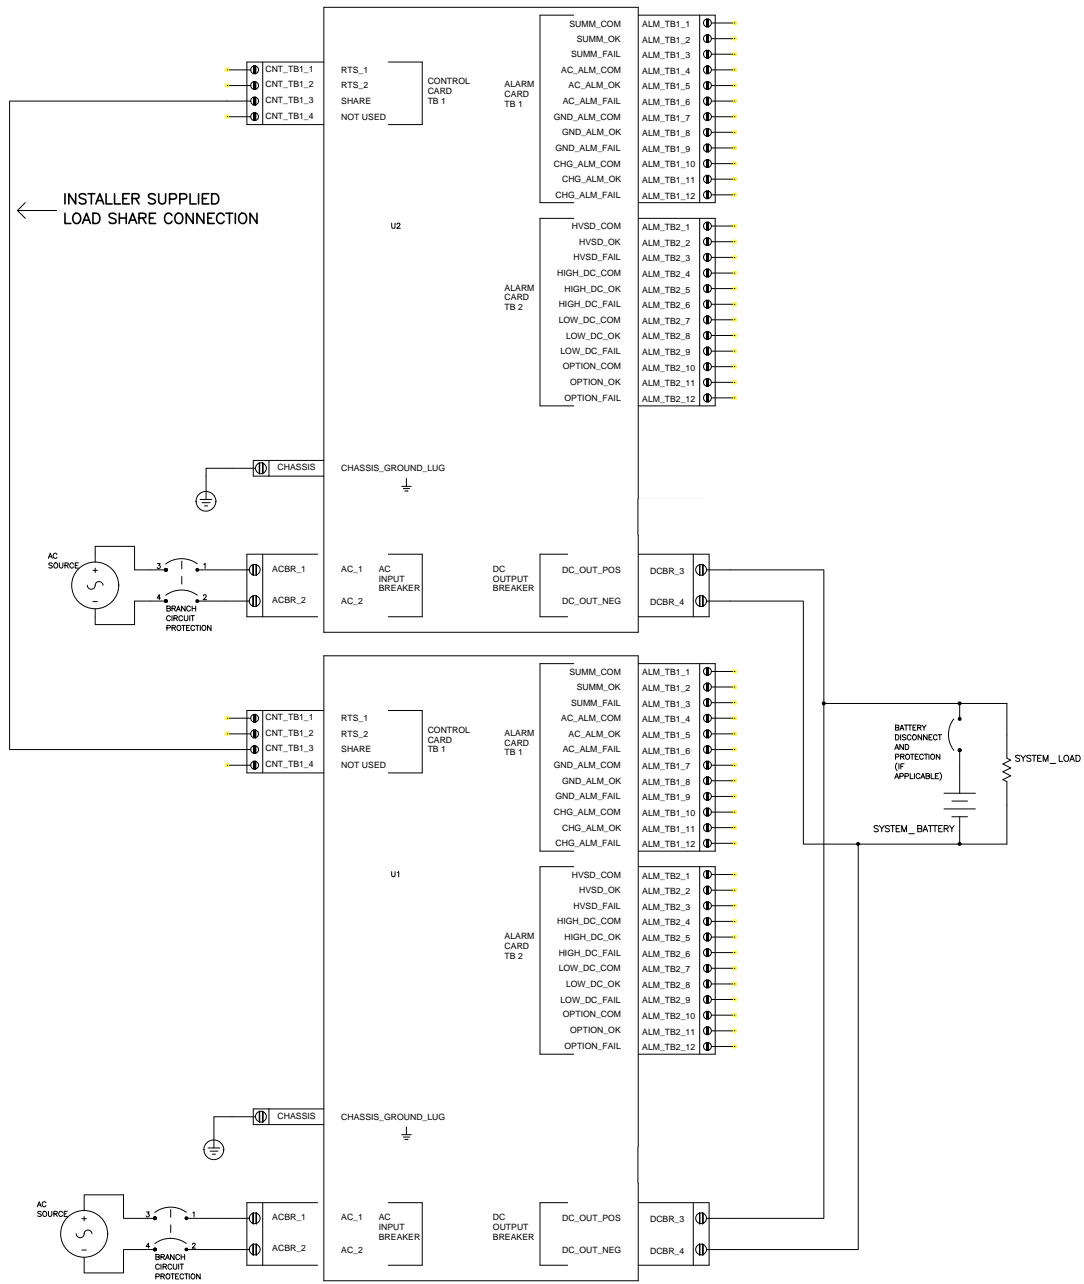 SUMM_COM ALM_TB1_1
SUMM_OK ALM_TB1_2
SUMM_FAIL ALM_TB1_3
AC_ALM_COM ALM_TB1_4
AC_ALM_OK ALM_TB1_5
AC_ALM_FAIL ALM_TB1_6
GND_ALM_COM ALM_TB1_7
GND_ALM_OK ALM_TB1_8
GND_ALM_FAIL ALM_TB1_9
CHG_ALM_COM ALM_TB1_10
CHG_ALM_OK ALM_TB1_11
CHG_ALM_FAIL ALM_TB1_12
ALARM
CARD
TB 1
CNT_TB1_1 RTS_1
CNT_TB1_2 RTS_2
CNT_TB1_3 SHARE
CNT_TB1_4 NOT USED
CONTROL
CARD
TB 1
INSTALLER SUPPLIED
LOAD SHARE CONNECTION
U2
HVSD_COM ALM_TB2_1
HVSD_OK ALM_TB2_2
HVSD_FAIL ALM_TB2_3
HIGH_DC_COM ALM_TB2_4
HIGH_DC_OK ALM_TB2_5
HIGH_DC_FAIL ALM_TB2_6
LOW_DC_COM ALM_TB2_7
LOW_DC_OK ALM_TB2_8
LOW_DC_FAIL ALM_TB2_9
OPTION_COM ALM_TB2_10
OPTION_OK ALM_TB2_11
OPTION_FAIL ALM_TB2_12
ALARM
CARD
TB 2
CHASSIS CHASSIS_GROUND_LUG
AC
SOURCE
+
−
3 1
4 2
BRANCH
CIRCUIT
PROTECTION
ACBR_1 AC_1
ACBR_2 AC_2
AC
INPUT
BREAKER
DC
OUTPUT
BREAKER
DC_OUT_POS DCBR_3
DC_OUT_NEG DCBR_4
SUMM_COM ALM_TB1_1
SUMM_OK ALM_TB1_2
SUMM_FAIL ALM_TB1_3
AC_ALM_COM ALM_TB1_4
AC_ALM_OK ALM_TB1_5
AC_ALM_FAIL ALM_TB1_6
GND_ALM_COM ALM_TB1_7
GND_ALM_OK ALM_TB1_8
GND_ALM_FAIL ALM_TB1_9
CHG_ALM_COM ALM_TB1_10
CHG_ALM_OK ALM_TB1_11
CHG_ALM_FAIL ALM_TB1_12
ALARM
CARD
TB 1
CNT_TB1_1 RTS_1
CNT_TB1_2 RTS_2
CNT_TB1_3 SHARE
CNT_TB1_4 NOT USED
CONTROL
CARD
TB 1
BATTERY
DISCONNECT
AND
PROTECTION
(IF
APPLICABLE)
SYSTEM_LOAD
SYSTEM_BATTERY
U1
HVSD_COM ALM_TB2_1
HVSD_OK ALM_TB2_2
HVSD_FAIL ALM_TB2_3
HIGH_DC_COM ALM_TB2_4
HIGH_DC_OK ALM_TB2_5
HIGH_DC_FAIL ALM_TB2_6
LOW_DC_COM ALM_TB2_7
LOW_DC_OK ALM_TB2_8
LOW_DC_FAIL ALM_TB2_9
OPTION_COM ALM_TB2_10
OPTION_OK ALM_TB2_11
OPTION_FAIL ALM_TB2_12
ALARM
CARD
TB 2
CHASSIS CHASSIS_GROUND_LUG
AC
SOURCE
+
−
3 1
4 2
BRANCH
CIRCUIT
PROTECTION
ACBR_1 AC_1
ACBR_2 AC_2
AC
INPUT
BREAKER
DC
OUTPUT
BREAKER
DC_OUT_POS DCBR_3
DC_OUT_NEG DCBR_4